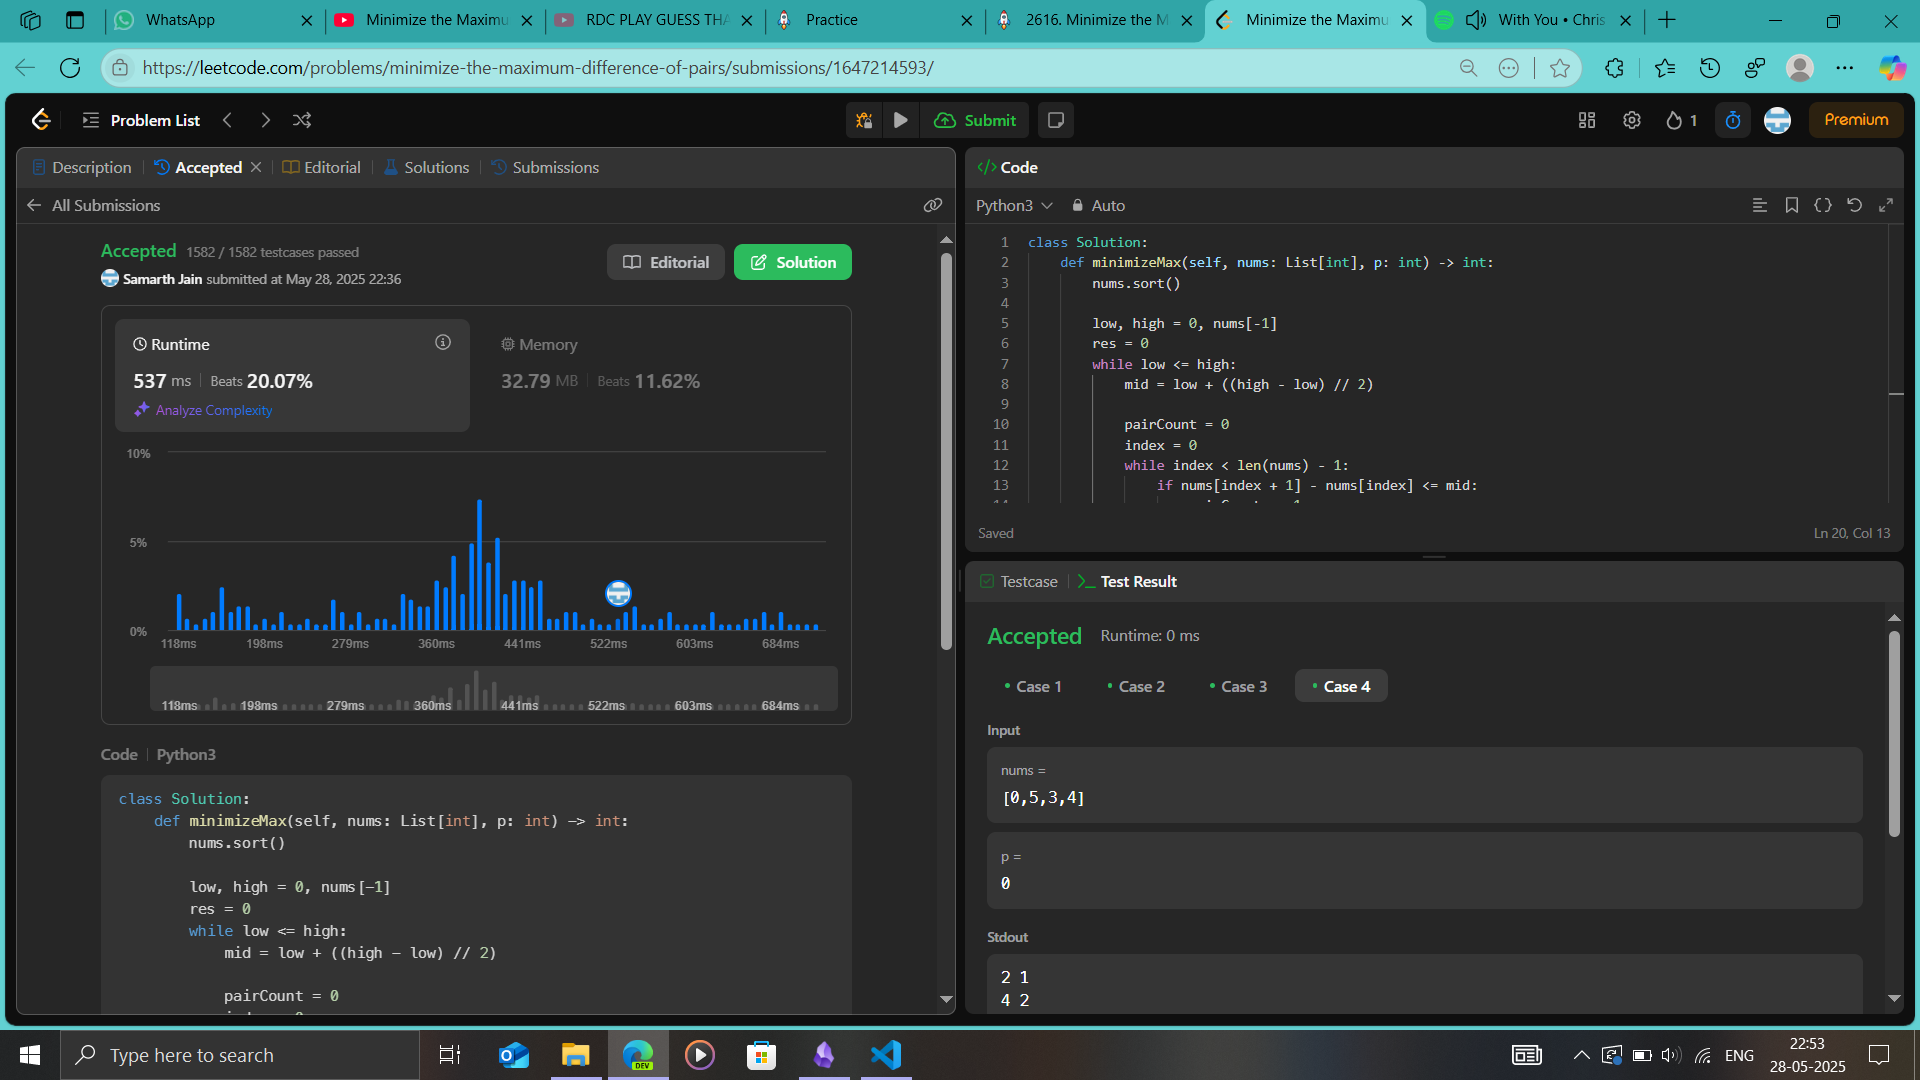 WhatsApp
Minimize the Maximu
RDC PLAY GUESS THA
Practice
2616. Minimize the M
Minimize the Maximu
With You • Chris
https://leetcode.com/problems/minimize-the-maximum-difference-of-pairs/submissions/1647214593/
Problem List
Submit
1
Premium
Description
Accepted
Editorial
Solutions
Submissions
All Submissions
Accepted 1582 / 1582 testcases passed
Samarth Jain submitted at May 28, 2025 22:36
Editorial
Solution
Runtime
537 ms Beats 20.07%
Analyze Complexity
Memory
32.79 MB Beats 11.62%
10%
5%
0%
118ms 198ms 279ms 360ms 441ms 522ms 603ms 684ms
118ms 198ms 279ms 360ms 441ms 522ms 603ms 684ms
Code Python3
class Solution:
    def minimizeMax(self, nums: List[int], p: int) -> int:
        nums.sort()
        low, high = 0, nums[-1]
        res = 0
        while low <= high:
            mid = low + ((high - low) // 2)
            pairCount = 0
Code
Python3
Auto
1 class Solution:
2     def minimizeMax(self, nums: List[int], p: int) -> int:
3         nums.sort()
4
5         low, high = 0, nums[-1]
6         res = 0
7         while low <= high:
8             mid = low + ((high - low) // 2)
9
10             pairCount = 0
11             index = 0
12             while index < len(nums) - 1:
13                 if nums[index + 1] - nums[index] <= mid:
Saved
Ln 20, Col 13
Testcase
Test Result
Accepted Runtime: 0 ms
Case 1
Case 2
Case 3
Case 4
Input
nums =
[0,5,3,4]
p =
0
Stdout
2 1
4 2
Type here to search
DEV
ENG
22:53
28-05-2025